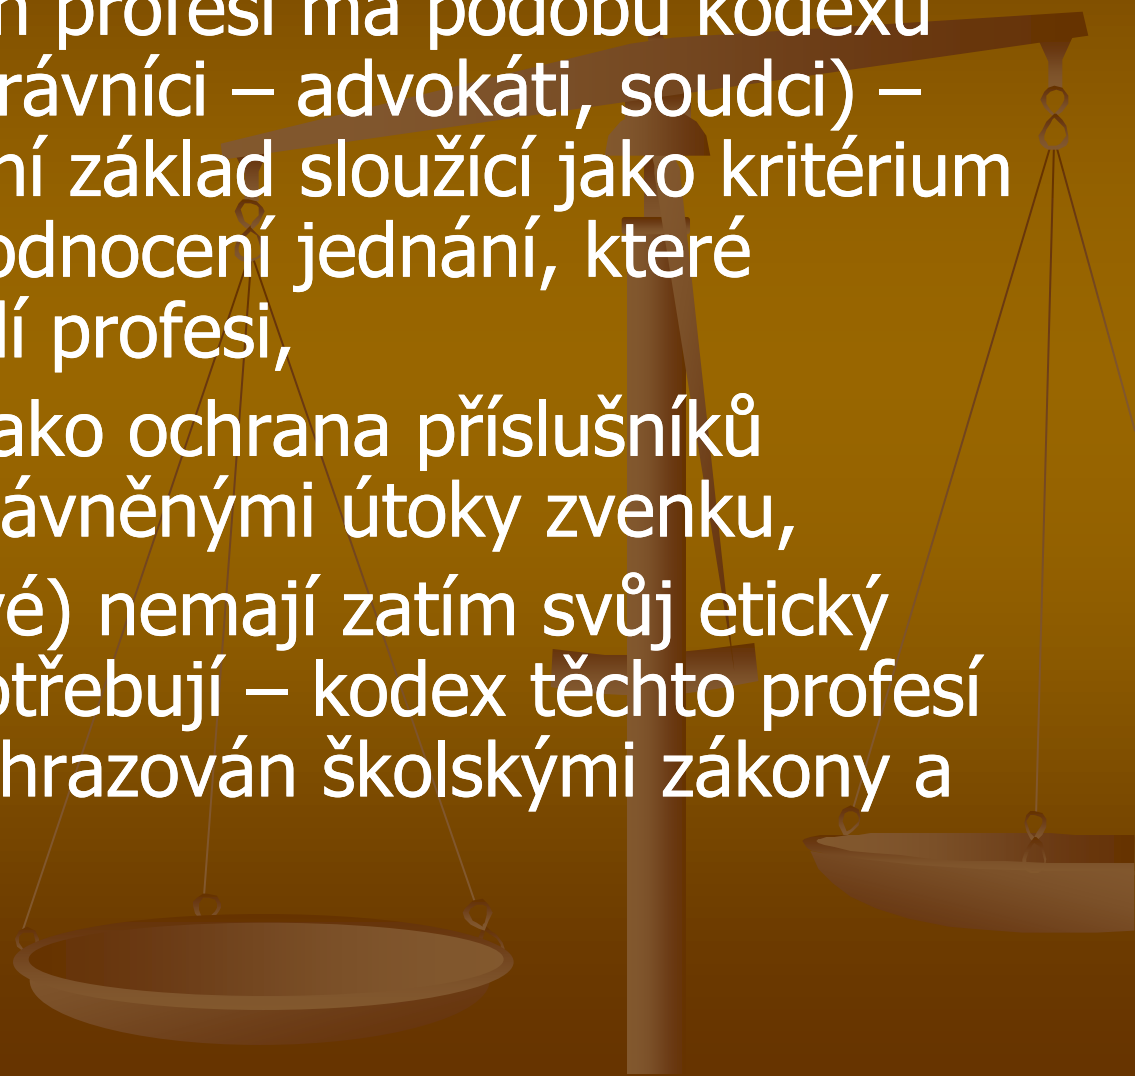 profesí má podobu kodexu
rávníci – advokáti, soudci) –
ní základ sloužící jako kritérium
odnocení jednání, které
lí profesi,
ako ochrana příslušníků
ávněnými útoky zvenku,
vé) nemají zatím svůj etický
otřebují – kodex těchto profesí
hrazován školskými zákony a